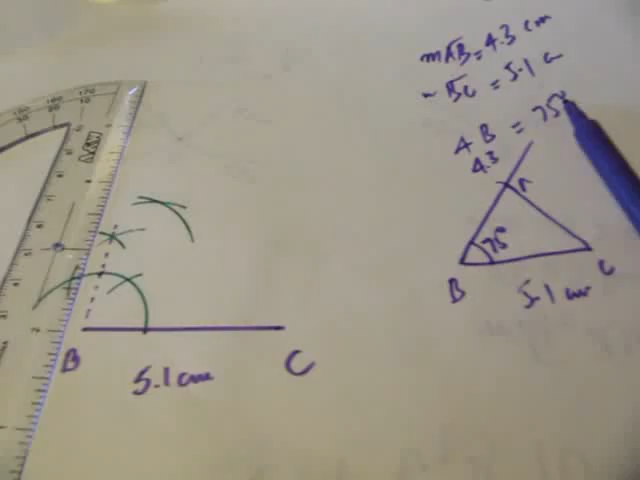 mAB = 4.3 cm
m BC = 5.1 c
∡ B = 75°
4.3
A
75°
B
C
5.1 cm
B
5.1 cm
C